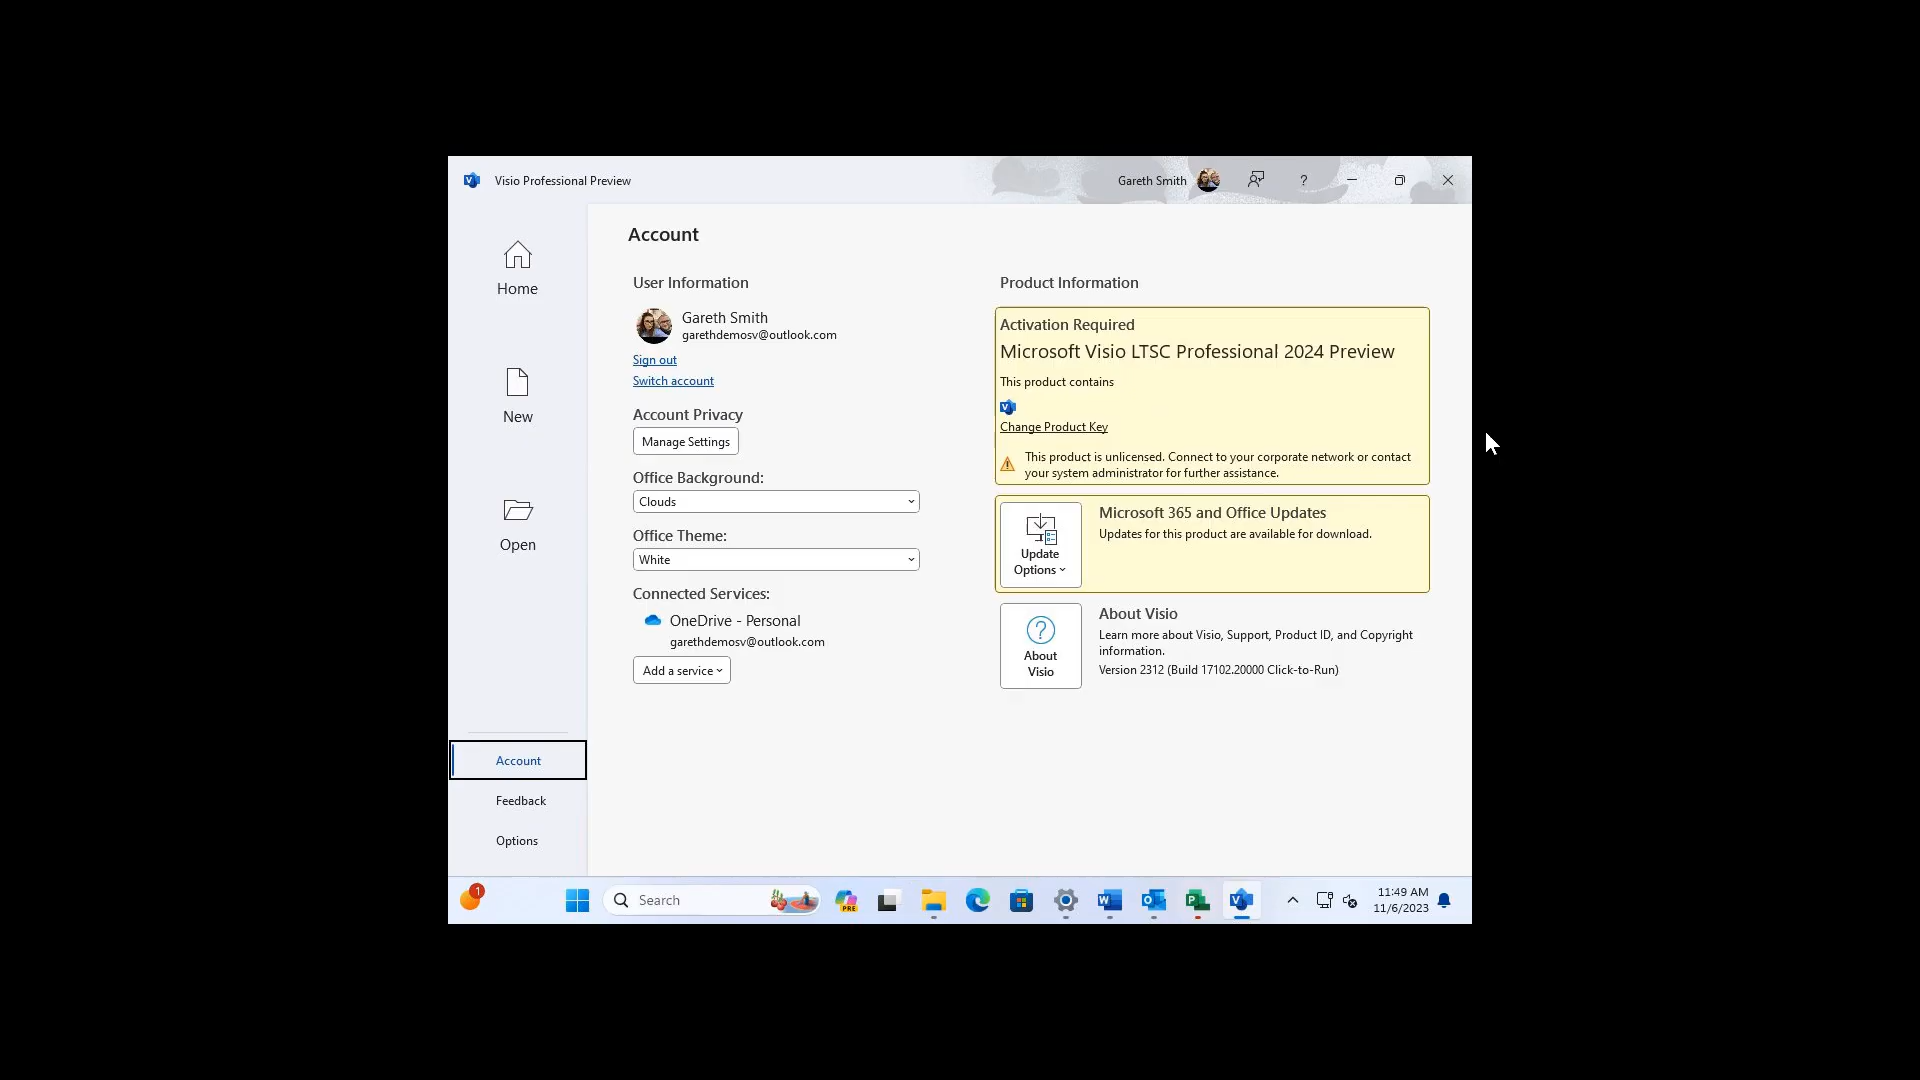 Visio Professional Preview
Gareth Smith
?
Home
New
Open
Account
Feedback
Options
Account
User Information
Gareth Smith
garethdemosv@outlook.com
Sign out
Switch account
Account Privacy
Manage Settings
Office Background:
Clouds
Office Theme:
White
Connected Services:
OneDrive - Personal
garethdemosv@outlook.com
Add a service
Product Information
Activation Required
Microsoft Visio LTSC Professional 2024 Preview
This product contains
Change Product Key
This product is unlicensed. Connect to your corporate network or contact
your system administrator for further assistance.
Update
Options
Microsoft 365 and Office Updates
Updates for this product are available for download.
About
Visio
About Visio
Learn more about Visio, Support, Product ID, and Copyright
information.
Version 2312 (Build 17102.20000 Click-to-Run)
1
Search
PRE
11:49 AM
11/6/2023